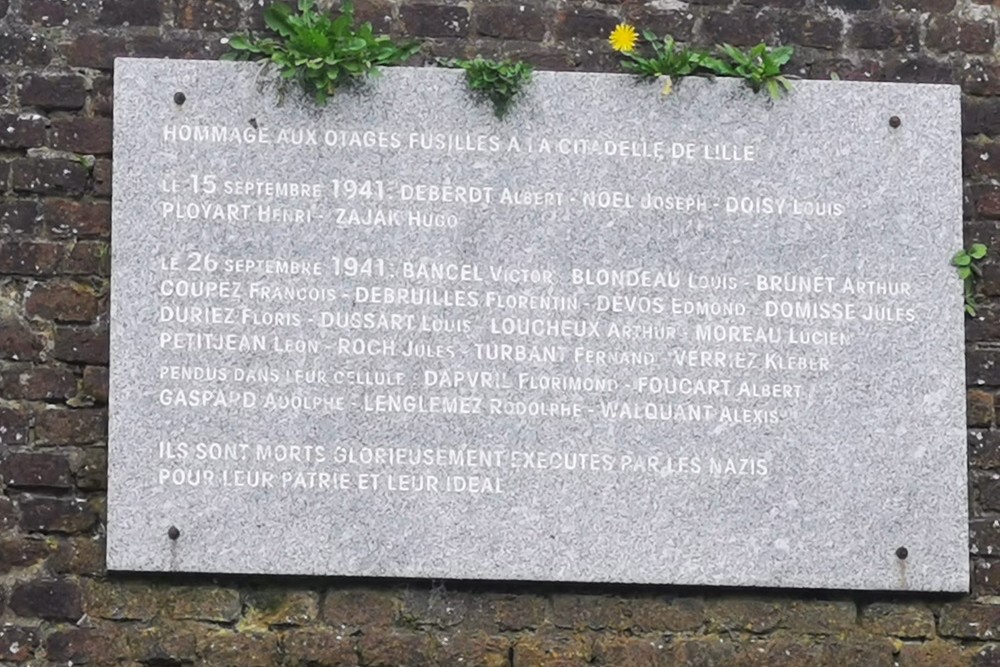 HOMMAGE AUX OTAGES FUSILLES A LA CITADELLE DE LILLE
LE 15 SEPTEMBRE 1941: DEBERDT ALBERT - NOEL JOSEPH - DOISY LOUIS
PLOYART HENRI - ZAJAK HUGO
LE 26 SEPTEMBRE 1941: BANCEL VICTOR BLONDEAU LOUIS - BRUNET ARTHUR
COUPEZ FRANCOIS - DEBRUILLES FLORENTIN - DEVOS EDMOND DOMISSE JULES
DURIEZ FLORIS - DUSSART LOUIS LOUCHEUX ARTHUR - MOREAU LUCIEN
PETITJEAN LEON - ROCH JULES - TURBANT FERNAND VERRIEZ KLEBER
PENDUS DANS LEUR CELLULE : DAPVRIL FLORIMOND - FOUCART ALBERT
GASPARD ADOLPHE - LENGLEMEZ RODOLPHE - WALQUANT ALEXIS
ILS SONT MORTS GLORIEUSEMENT EXECUTES PAR LES NAZIS
POUR LEUR PATRIE ET LEUR IDEAL